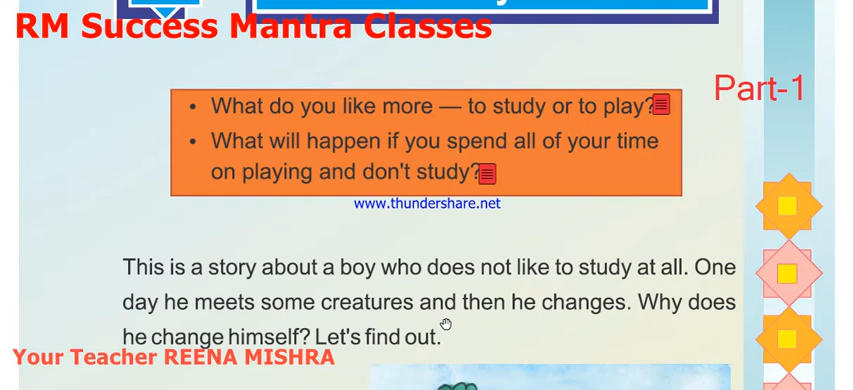 RM Success Mantra Classes
Part-1
• What do you like more — to study or to play?
• What will happen if you spend all of your time
on playing and don't study?
www.thundershare.net
This is a story about a boy who does not like to study at all. One
day he meets some creatures and then he changes. Why does
he change himself? Let's find out.
Your Teacher REENA MISHRA